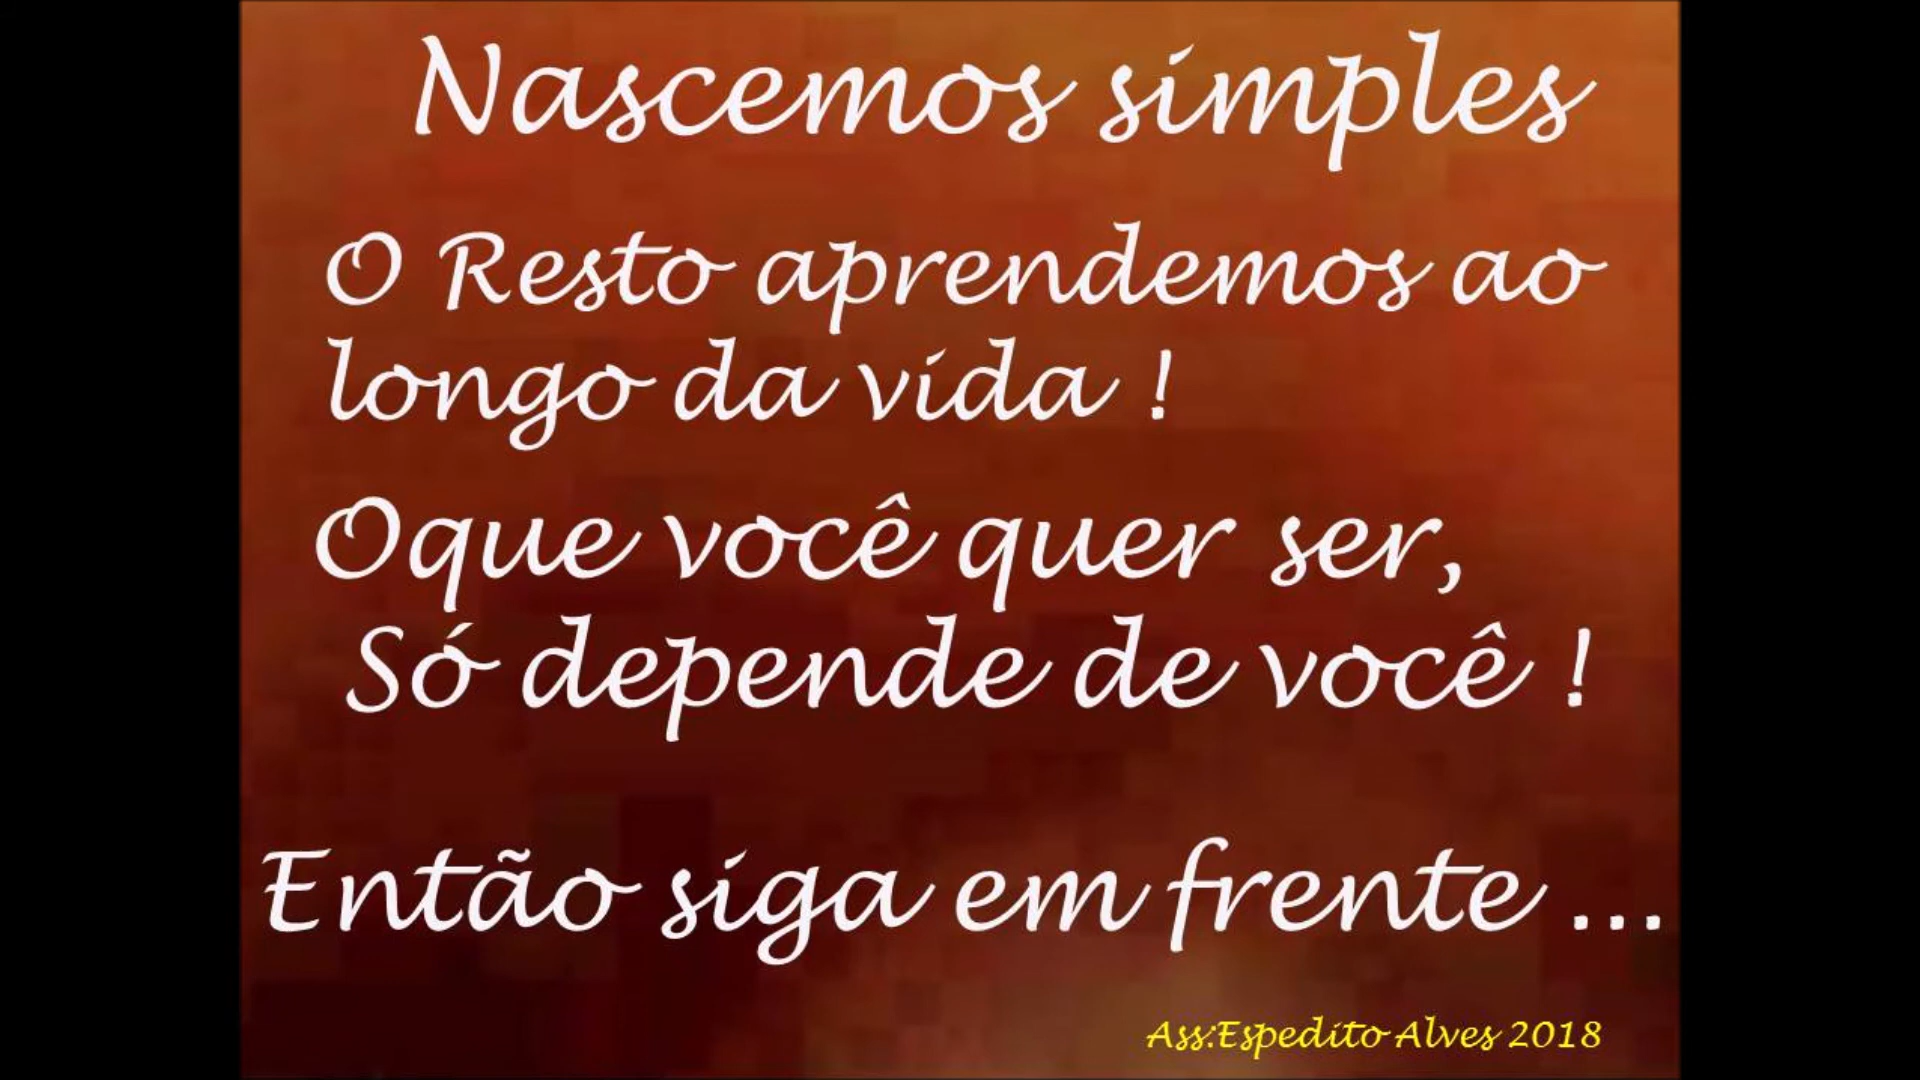 Nascemos simples
O Resto aprendemos ao
longo da vida !
Oque você quer ser,
Só depende de você !
Então siga em frente ...
Ass:Espedito Alves 2018